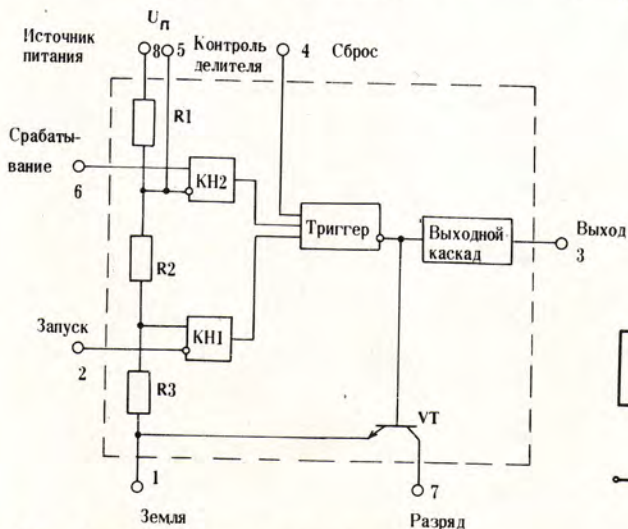 Uп
Источник
питания
8
5
Контроль
делителя
4
Сброс
R1
Срабаты-
вание
6
КН2
Триггер
Выходной
каскад
Выход
3
R2
Запуск
2
КН1
R3
VT
1
Земля
7
Разряд